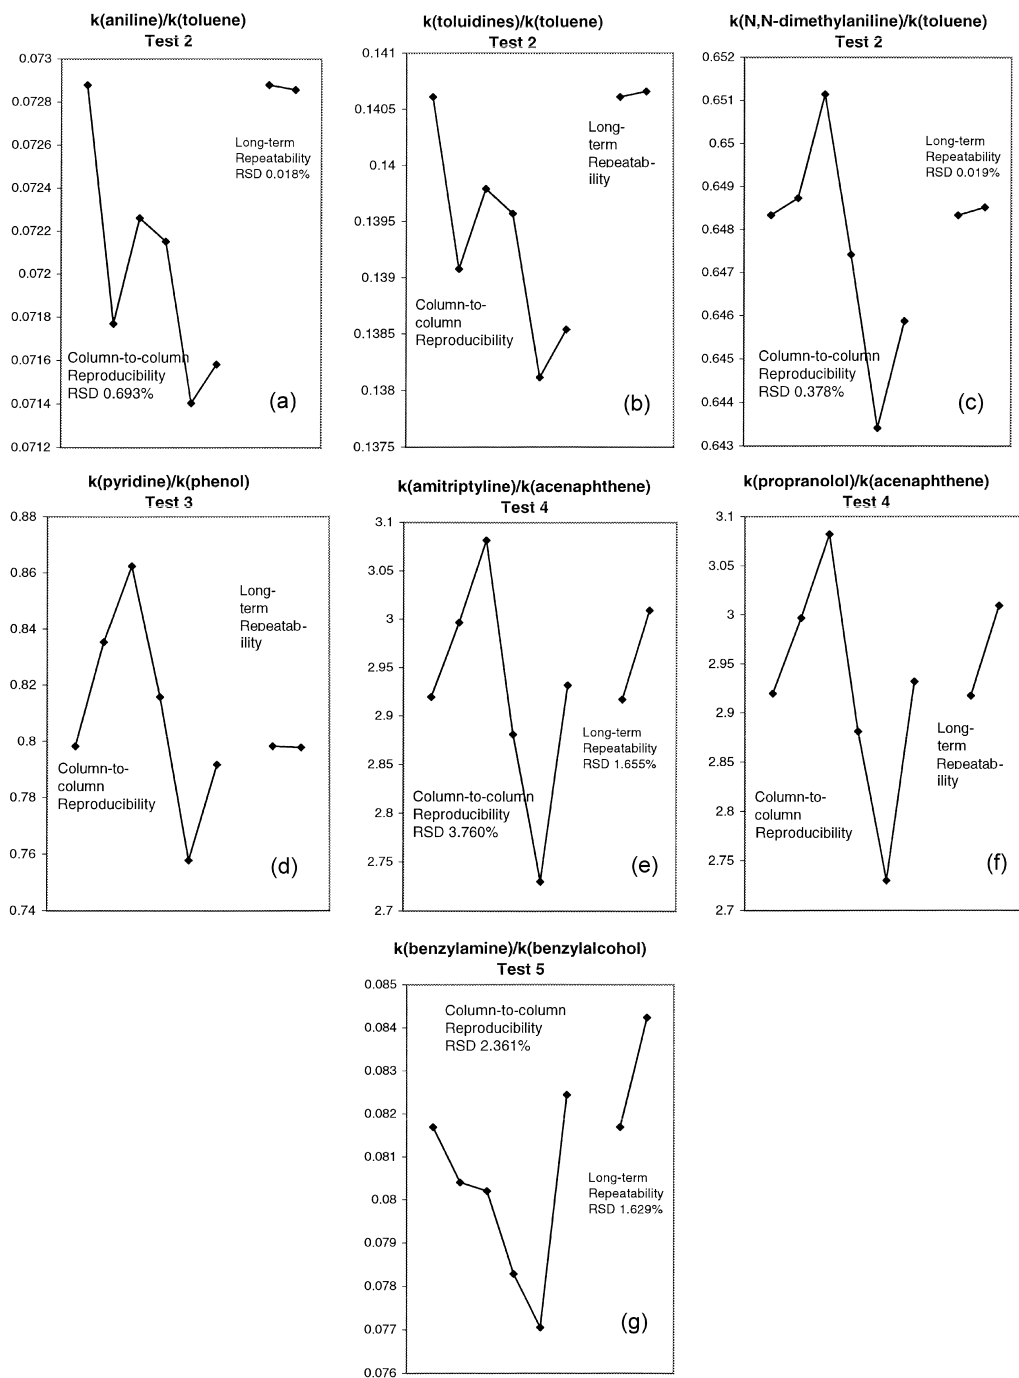 k(aniline)/k(toluene)
Test 2
0.073
0.0728
0.0726
0.0724
0.0722
0.072
0.0718
0.0716
0.0714
0.0712
Long-term
Repeatability
RSD 0.018%
Column-to-column
Reproducibility
RSD 0.693%
(a)
k(toluidines)/k(toluene)
Test 2
0.141
0.1405
0.14
0.1395
0.139
0.1385
0.138
0.1375
Long-
term
Repeatab-
ility
Column-to-
column
Reproducibility
(b)
k(N,N-dimethylaniline)/k(toluene)
Test 2
0.652
0.651
0.65
0.649
0.648
0.647
0.646
0.645
0.644
0.643
Long-term
Repeatability
RSD 0.019%
Column-to-column
Reproducibility
RSD 0.378%
(c)
k(pyridine)/k(phenol)
Test 3
0.88
0.86
0.84
0.82
0.8
0.78
0.76
0.74
Long-
term
Repeatab-
ility
Column-to-
column
Reproducibility
(d)
k(amitriptyline)/k(acenaphthene)
Test 4
3.1
3.05
3
2.95
2.9
2.85
2.8
2.75
2.7
Long-term
Repeatability
RSD 1.655%
Column-to-column
Reproducibility
RSD 3.760%
(e)
k(propranolol)/k(acenaphthene)
Test 4
3.1
3.05
3
2.95
2.9
2.85
2.8
2.75
2.7
Long-
term
Repeatab-
ility
Column-to-
column
Reproducibility
(f)
k(benzylamine)/k(benzylalcohol)
Test 5
0.085
0.084
0.083
0.082
0.081
0.08
0.079
0.078
0.077
0.076
Column-to-column
Reproducibility
RSD 2.361%
Long-term
Repeatability
RSD 1.629%
(g)